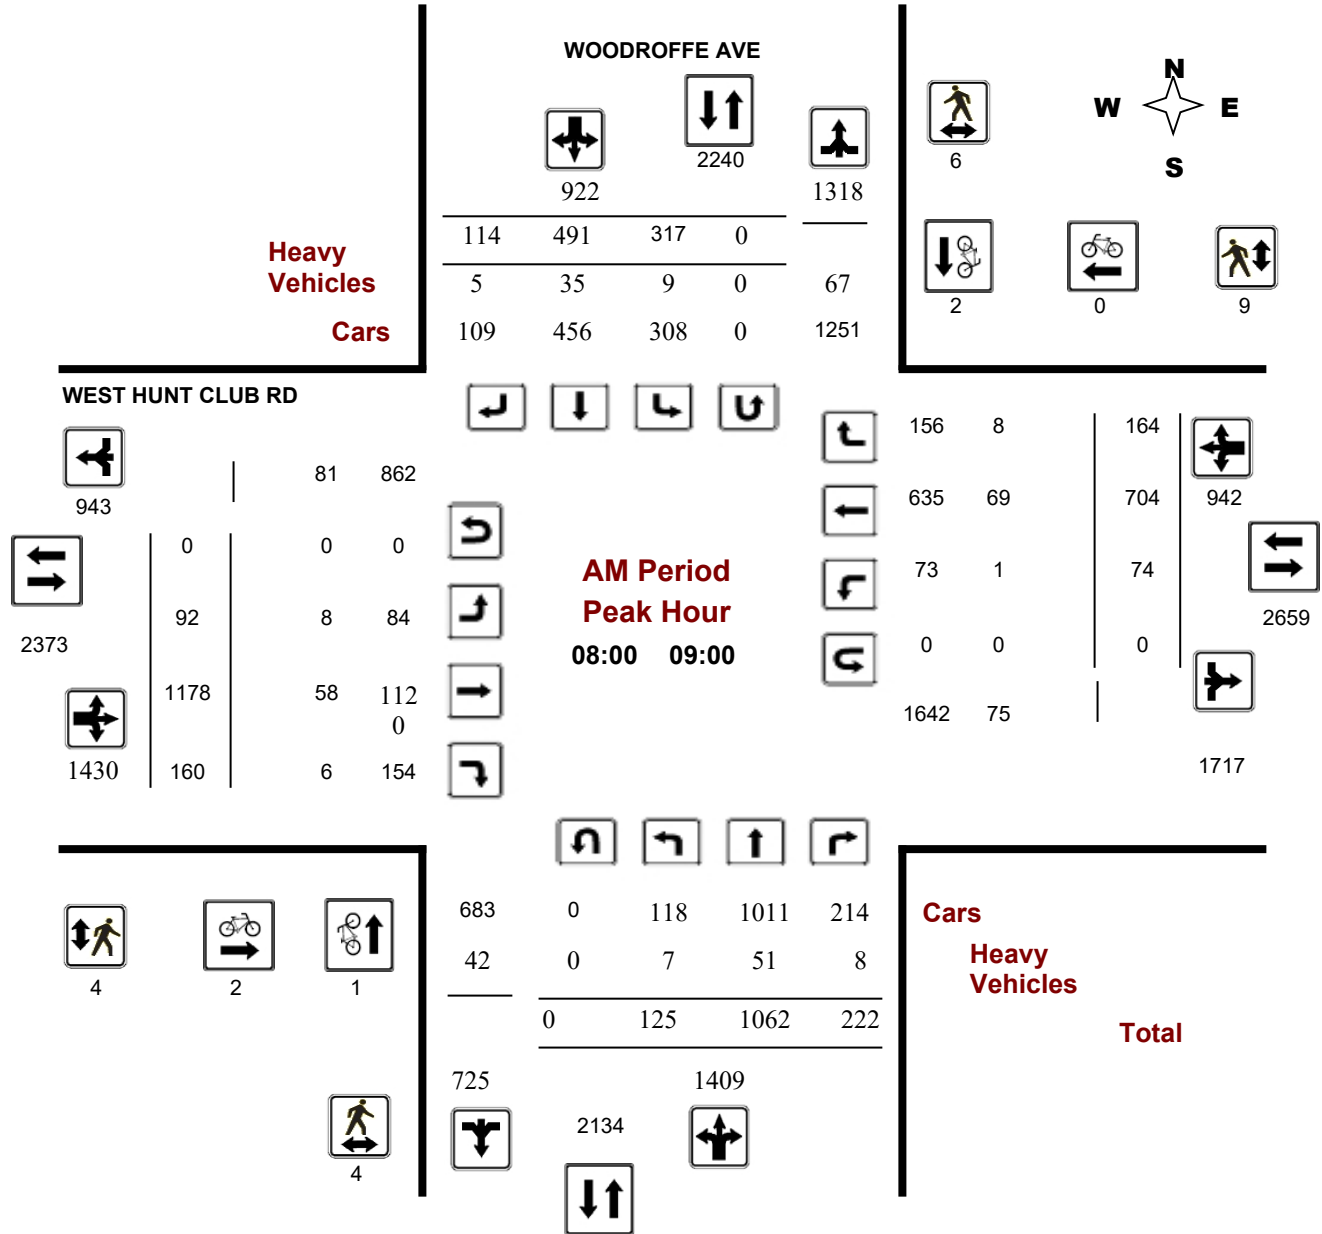 WOODROFFE AVE
N
W E
S
2240
6
922 1318
114 491 317 0
Heavy
Vehicles 5 35 9 0 67
2 0 9
Cars 109 456 308 0 1251
WEST HUNT CLUB RD
156 8 164
81 862
943
635 69 704 942
0 0 0
AM Period
73 1 74
Peak Hour
92 8 84
2659
2373
08:00 09:00
0 0 0
1178 58 112
0
1642 75
1430 160 6 154
1717
683 0 118 1011 214 Cars
42 0 7 51 8 Heavy
Vehicles
4 2 1
0 125 1062 222 Total
725 1409
2134
4